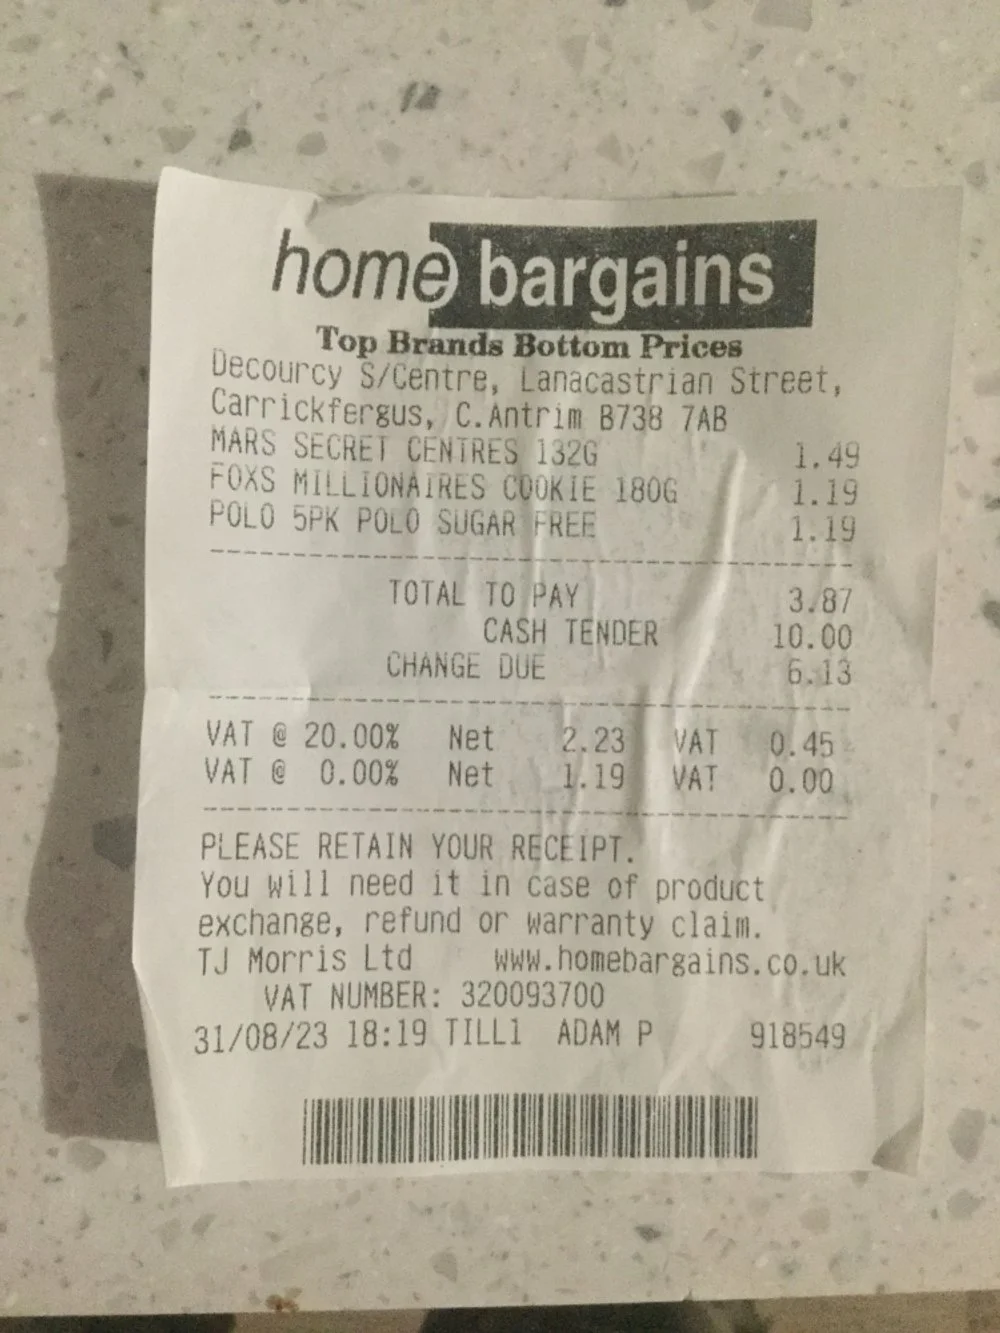 home bargains
Top Brands Bottom Prices
Decourcy S/Centre, Lanacastrian Street,
Carrickfergus, C.Antrim B738 7AB
MARS SECRET CENTRES 132G 1.49
FOXS MILLIONAIRES COOKIE 180G 1.19
POLO 5PK POLO SUGAR FREE 1.19
TOTAL TO PAY 3.87
CASH TENDER 10.00
CHANGE DUE 6.13
VAT @ 20.00% Net 2.23 VAT 0.45
VAT @ 0.00% Net 1.19 VAT 0.00
PLEASE RETAIN YOUR RECEIPT.
You will need it in case of product
exchange, refund or warranty claim.
TJ Morris Ltd www.homebargains.co.uk
VAT NUMBER: 320093700
31/08/23 18:19 TILL1 ADAM P 918549